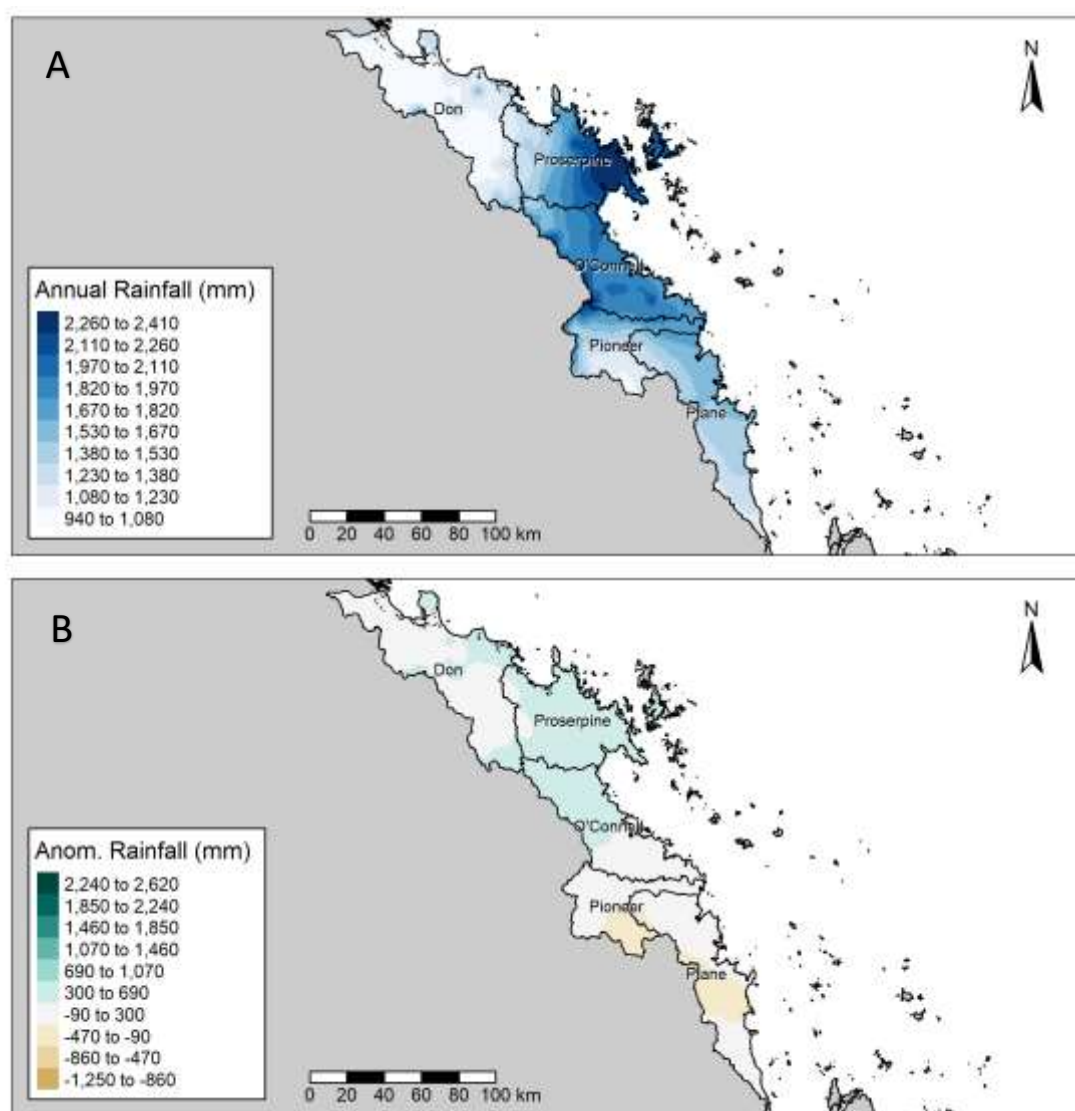 A
N
Don
Proserpine
O'Connell
Pioneer
Plane
Annual Rainfall (mm)
2,260 to 2,410
2,110 to 2,260
1,970 to 2,110
1,820 to 1,970
1,670 to 1,820
1,530 to 1,670
1,380 to 1,530
1,230 to 1,380
1,080 to 1,230
940 to 1,080
0 20 40 60 80 100 km
B
N
Don
Proserpine
O'Connell
Pioneer
Plane
Anom. Rainfall (mm)
2,240 to 2,620
1,850 to 2,240
1,460 to 1,850
1,070 to 1,460
690 to 1,070
300 to 690
-90 to 300
-470 to -90
-860 to -470
-1,250 to -860
0 20 40 60 80 100 km